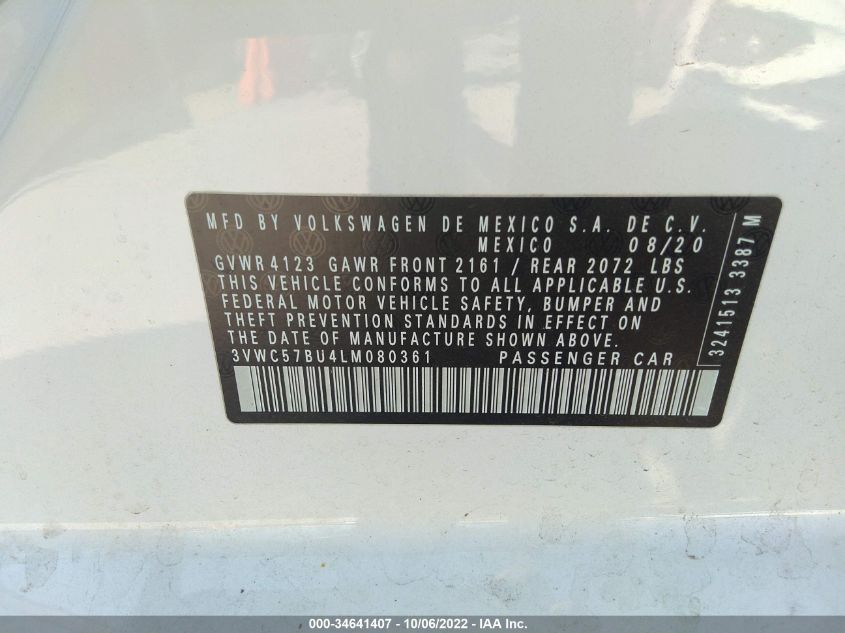 MFD BY VOLKSWAGEN DE MEXICO S.A. DE C.V.
MEXICO 08/20
GVWR 4123 GAWR FRONT 2161 / REAR 2072 LBS
THIS VEHICLE CONFORMS TO ALL APPLICABLE U.S.
FEDERAL MOTOR VEHICLE SAFETY, BUMPER AND
THEFT PREVENTION STANDARDS IN EFFECT ON
THE DATE OF MANUFACTURE SHOWN ABOVE.
3VWC57BU4LM080361 PASSENGER CAR
3241513 3387 M
000-34641407 - 10/06/2022 - IAA Inc.